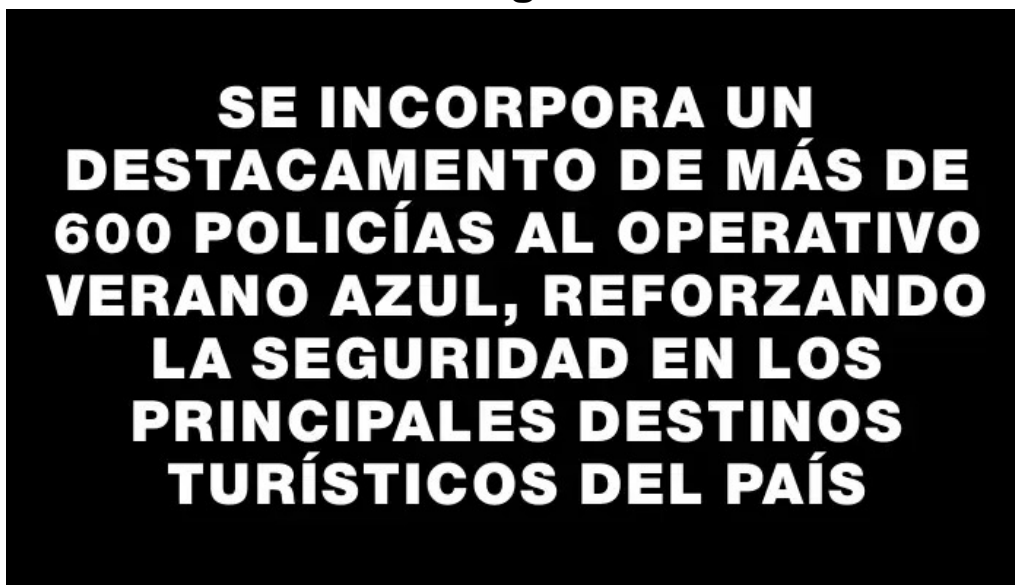 SE INCORPORA UN
DESTACAMENTO DE MÁS DE
600 POLICÍAS AL OPERATIVO
VERANO AZUL, REFORZANDO
LA SEGURIDAD EN LOS
PRINCIPALES DESTINOS
TURÍSTICOS DEL PAÍS